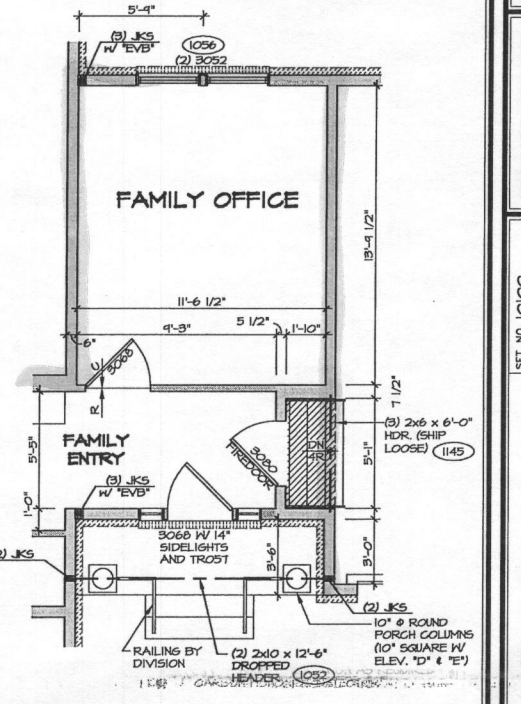 5'-9"
(3) JKS
W/ "EVB"
1056
(2) 3052
FAMILY OFFICE
13'-9 1/2"
11'-6 1/2"
9'-3"
5 1/2"
1'-10"
6"
3068
R
7 1/2"
FAMILY
ENTRY
5'-5"
3080
FIREDOOR
DN
4R
(3) 2x6 x 6'-0"
HDR. (SHIP
LOOSE)
1145
5'-1"
(3) JKS
W/ "EVB"
1'-0"
3068 W/ 14"
SIDELIGHTS
AND TR057
3'-6"
3'-0"
JKS
(2) JKS
10" Φ ROUND
PORCH COLUMNS
(10" SQUARE W/
ELEV. "D" & "E")
RAILING BY
DIVISION
(2) 2x10 x 12'-6"
DROPPED
HEADER
1052
SET NO.